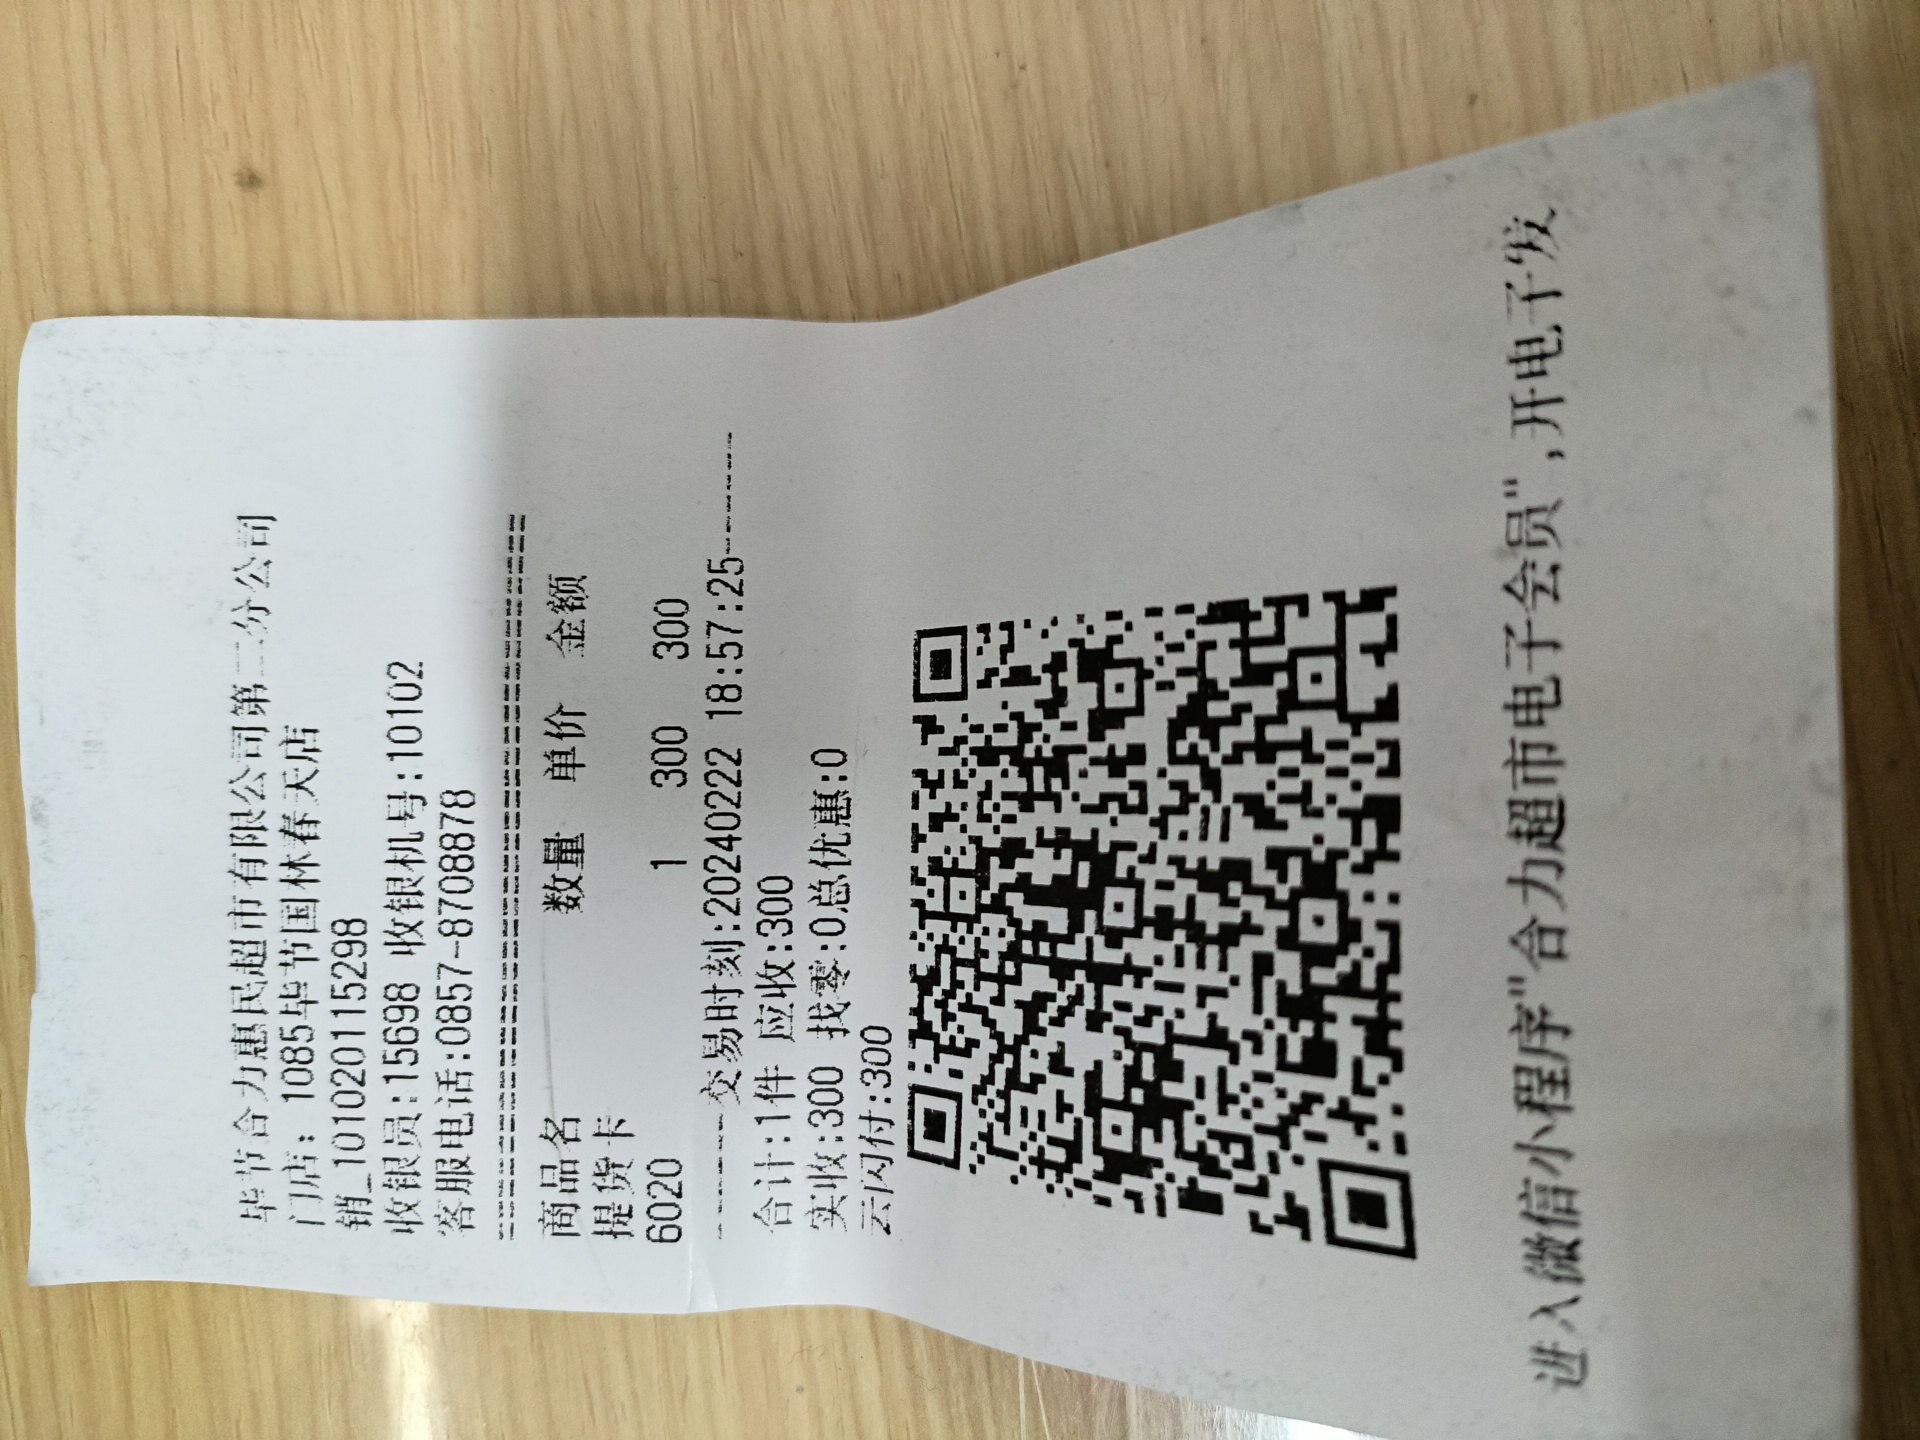 毕节合力惠民超市有限公司第二分公司
门店：1085毕节国林春天店
销_1010201115298
收银员:15698 收银机号:10102
客服电话:0857-8708878
商品名 数量 单价 金额
提货卡
6020 1 300 300
------交易时刻:20240222 18:57:25------
合计:1件 应收:300
实收:300 找零:0总优惠:0
云闪付:300
进入微信小程序"合力超市电子会员",开电子发